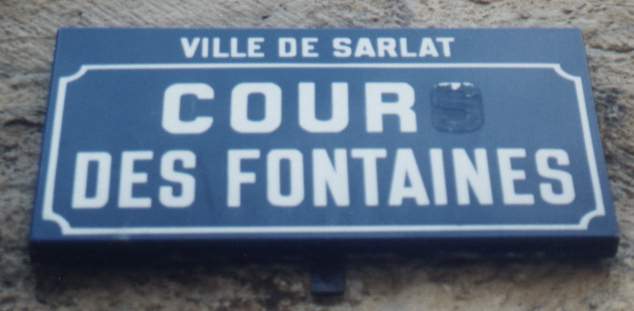 VILLE DE SARLAT
COUR
DES FONTAINES